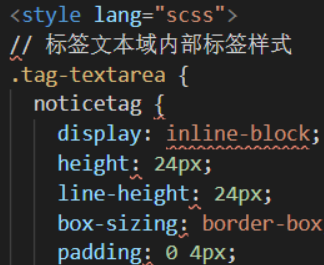 <style lang="scss">
// 标签文本域内部标签样式
.tag-textarea {
noticetag {
display: inline-block;
height: 24px;
line-height: 24px;
box-sizing: border-box
padding: 0 4px;